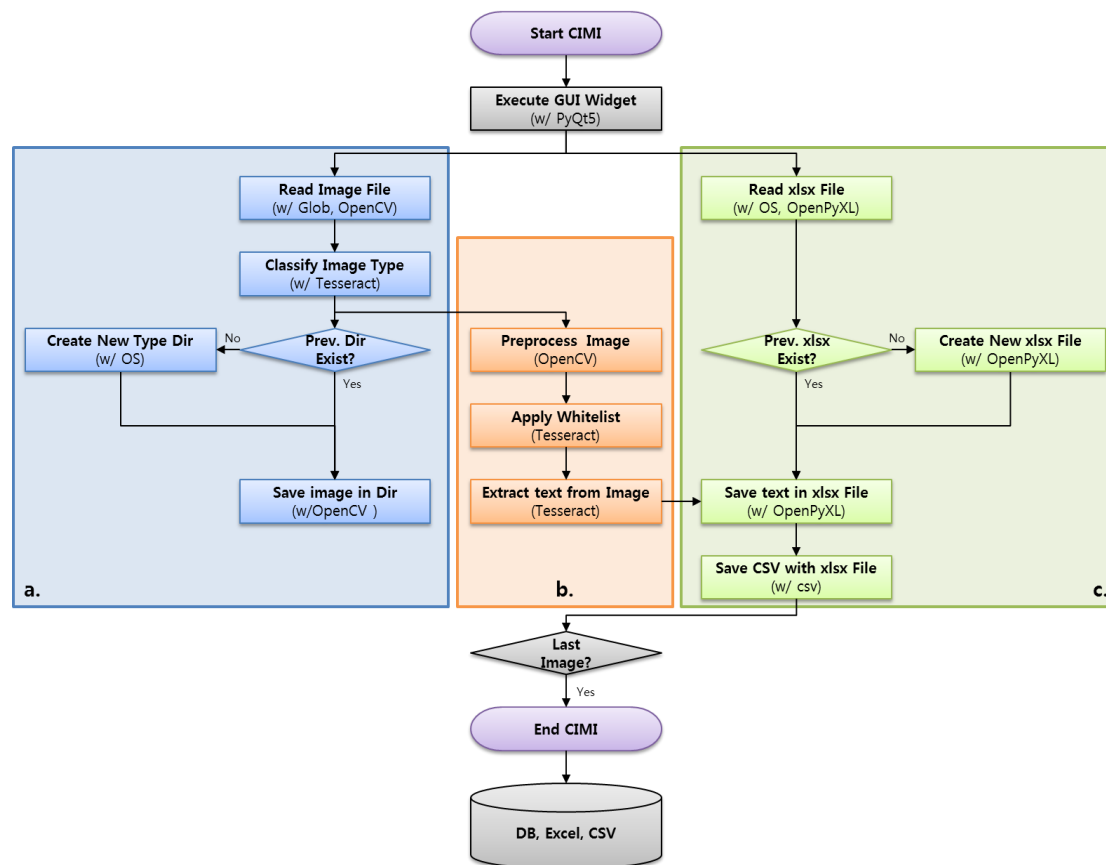 Start CIMI
Execute GUI Widget
(w/ PyQt5)
Read Image File
(w/ Glob, OpenCV)
Classify Image Type
(w/ Tesseract)
Prev. Dir
Exist?
No
Yes
Create New Type Dir
(w/ OS)
Save image in Dir
(w/OpenCV )
a.
Preprocess Image
(OpenCV)
Apply Whitelist
(Tesseract)
Extract text from Image
(Tesseract)
b.
Read xlsx File
(w/ OS, OpenPyXL)
Prev. xlsx
Exist?
No
Yes
Create New xlsx File
(w/ OpenPyXL)
Save text in xlsx File
(w/ OpenPyXL)
Save CSV with xlsx File
(w/ csv)
c.
Last
Image?
Yes
End CIMI
DB, Excel, CSV